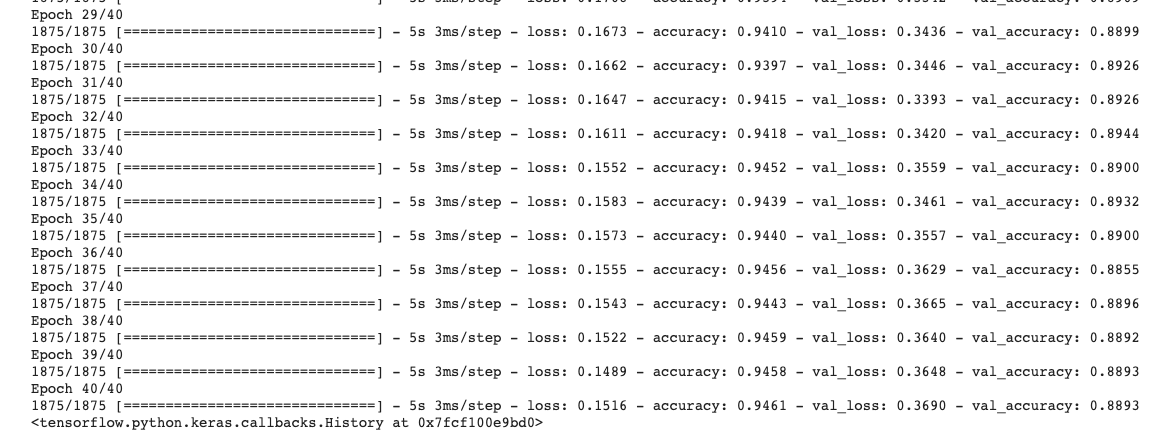 Epoch 29/40
1875/1875 [==============================] - 5s 3ms/step - loss: 0.1673 - accuracy: 0.9410 - val_loss: 0.3436 - val_accuracy: 0.8899
Epoch 30/40
1875/1875 [==============================] - 5s 3ms/step - loss: 0.1662 - accuracy: 0.9397 - val_loss: 0.3446 - val_accuracy: 0.8926
Epoch 31/40
1875/1875 [==============================] - 5s 3ms/step - loss: 0.1647 - accuracy: 0.9415 - val_loss: 0.3393 - val_accuracy: 0.8926
Epoch 32/40
1875/1875 [==============================] - 5s 3ms/step - loss: 0.1611 - accuracy: 0.9418 - val_loss: 0.3420 - val_accuracy: 0.8944
Epoch 33/40
1875/1875 [==============================] - 5s 3ms/step - loss: 0.1552 - accuracy: 0.9452 - val_loss: 0.3559 - val_accuracy: 0.8900
Epoch 34/40
1875/1875 [==============================] - 5s 3ms/step - loss: 0.1583 - accuracy: 0.9439 - val_loss: 0.3461 - val_accuracy: 0.8932
Epoch 35/40
1875/1875 [==============================] - 5s 3ms/step - loss: 0.1573 - accuracy: 0.9440 - val_loss: 0.3557 - val_accuracy: 0.8900
Epoch 36/40
1875/1875 [==============================] - 5s 3ms/step - loss: 0.1555 - accuracy: 0.9456 - val_loss: 0.3629 - val_accuracy: 0.8855
Epoch 37/40
1875/1875 [==============================] - 5s 3ms/step - loss: 0.1543 - accuracy: 0.9443 - val_loss: 0.3665 - val_accuracy: 0.8896
Epoch 38/40
1875/1875 [==============================] - 5s 3ms/step - loss: 0.1522 - accuracy: 0.9459 - val_loss: 0.3640 - val_accuracy: 0.8892
Epoch 39/40
1875/1875 [==============================] - 5s 3ms/step - loss: 0.1489 - accuracy: 0.9458 - val_loss: 0.3648 - val_accuracy: 0.8893
Epoch 40/40
1875/1875 [==============================] - 5s 3ms/step - loss: 0.1516 - accuracy: 0.9461 - val_loss: 0.3690 - val_accuracy: 0.8893
<tensorflow.python.keras.callbacks.History at 0x7fcf100e9bd0>